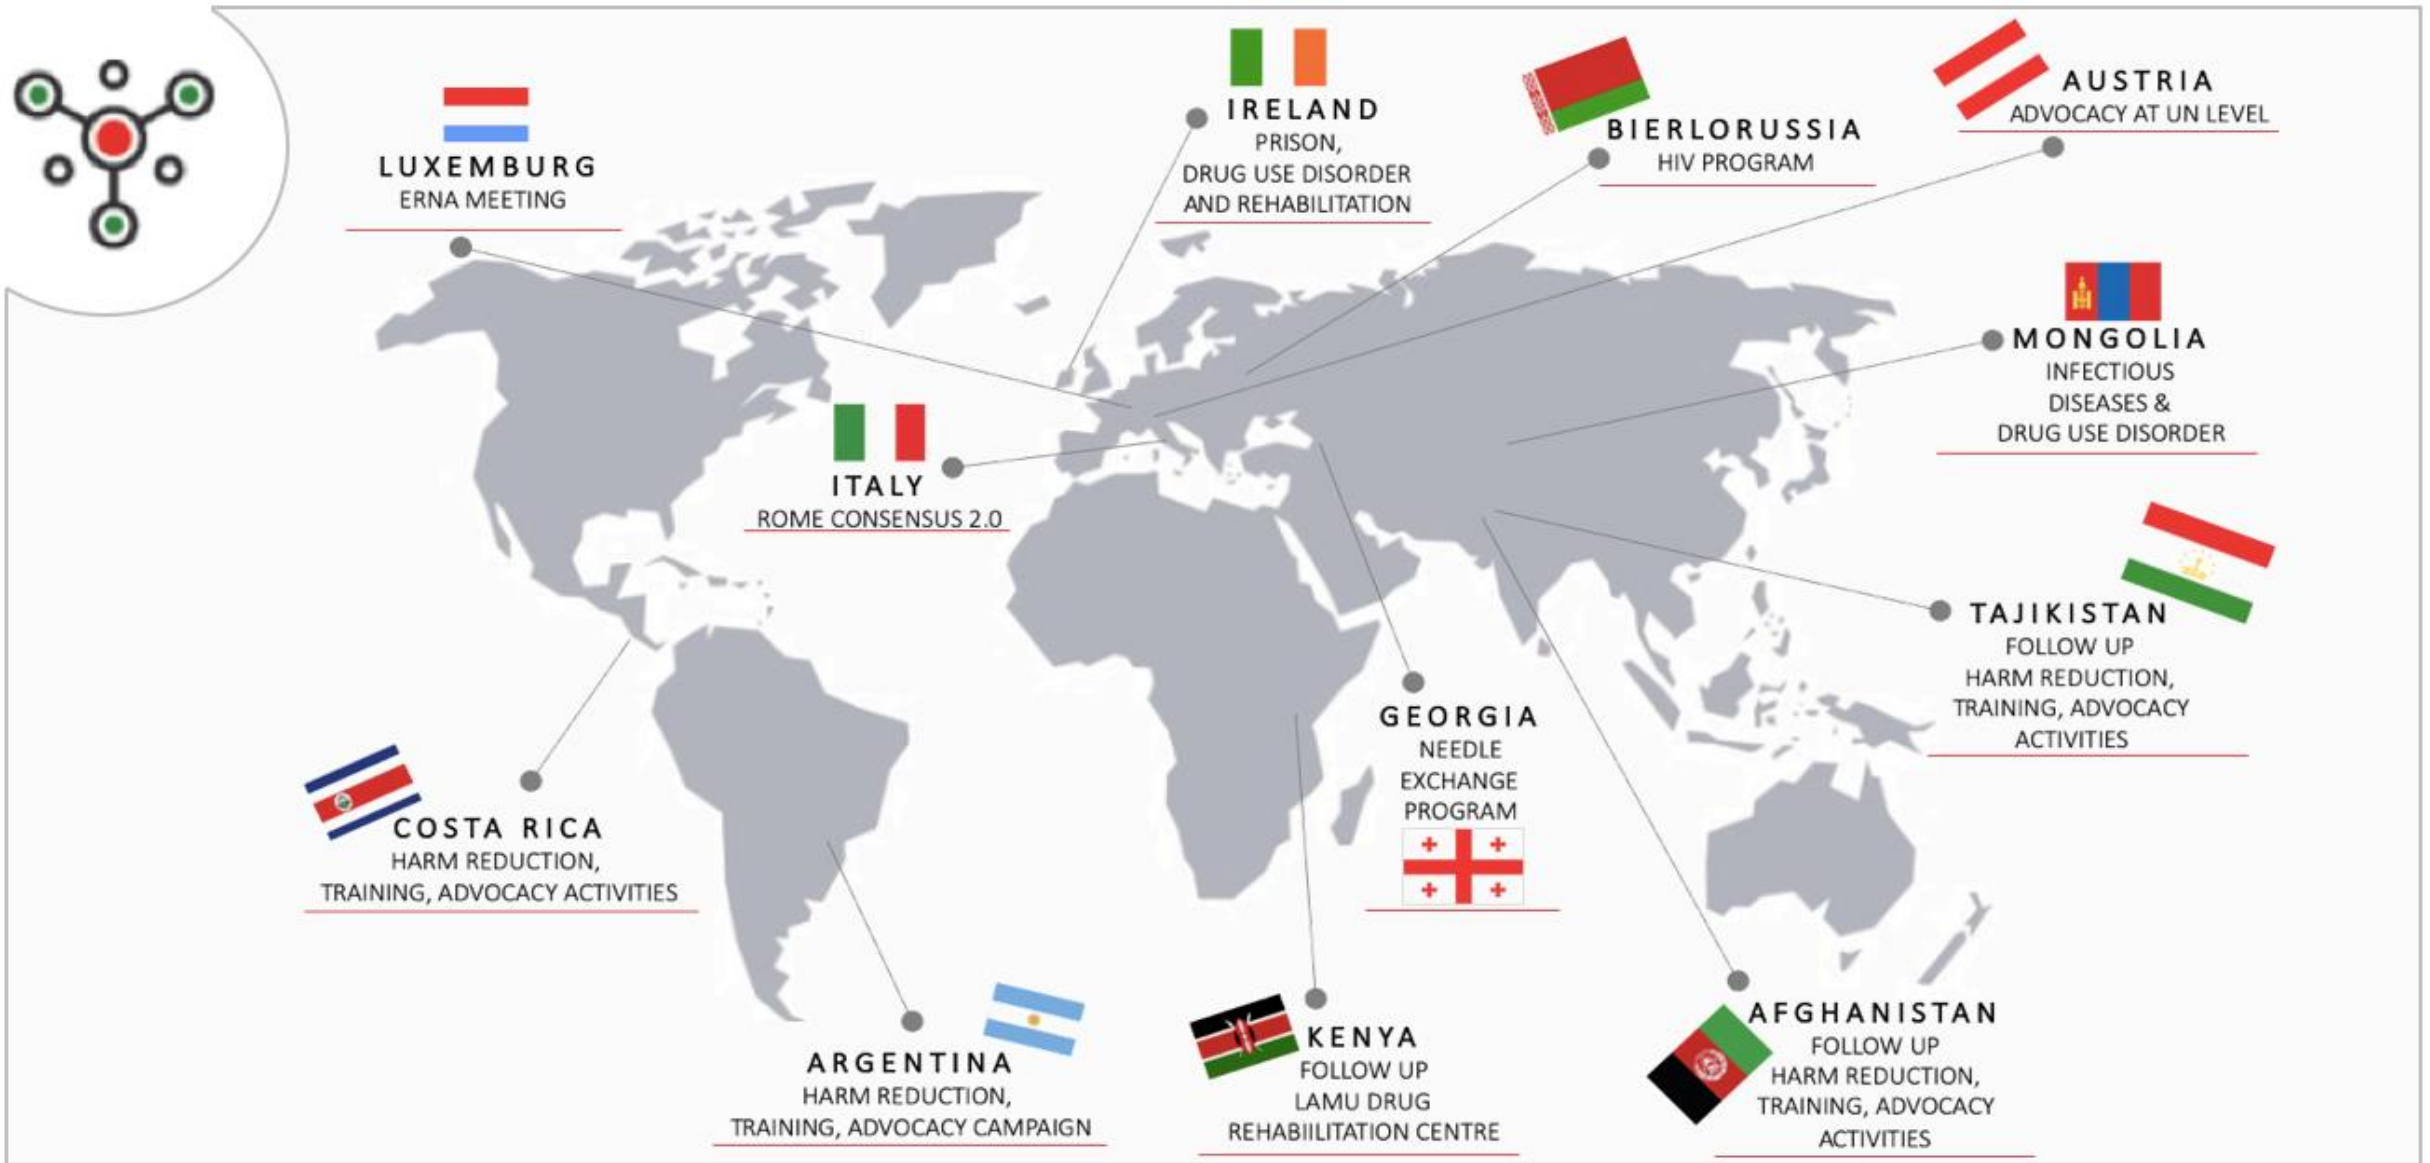 LUXEMBURG
ERNA MEETING
IRELAND
PRISON,
DRUG USE DISORDER
AND REHABILITATION
BIERLORUSSIA
HIV PROGRAM
AUSTRIA
ADVOCACY AT UN LEVEL
MONGOLIA
INFECTIOUS
DISEASES &
DRUG USE DISORDER
ITALY
ROME CONSENSUS 2.0
TAJIKISTAN
FOLLOW UP
HARM REDUCTION,
TRAINING, ADVOCACY
ACTIVITIES
GEORGIA
NEEDLE
EXCHANGE
PROGRAM
COSTA RICA
HARM REDUCTION,
TRAINING, ADVOCACY ACTIVITIES
ARGENTINA
HARM REDUCTION,
TRAINING, ADVOCACY CAMPAIGN
KENYA
FOLLOW UP
LAMU DRUG
REHABIILITATION CENTRE
AFGHANISTAN
FOLLOW UP
HARM REDUCTION,
TRAINING, ADVOCACY
ACTIVITIES